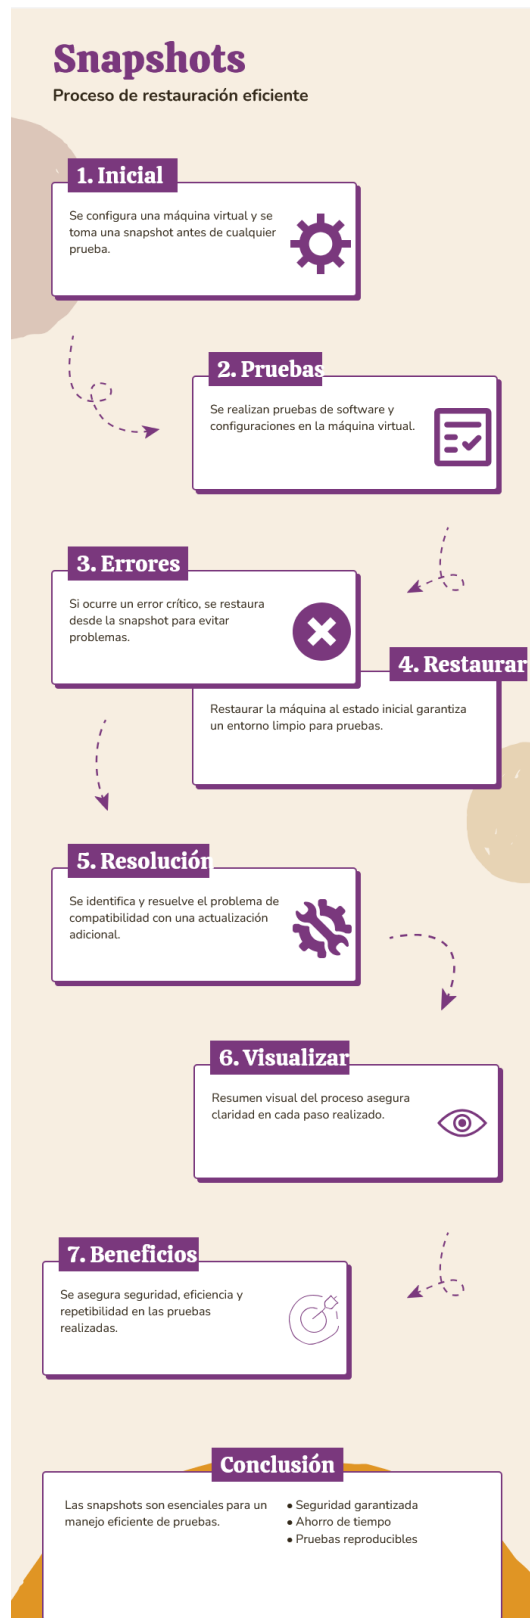 Snapshots
Proceso de restauración eficiente
1. Inicial
Se configura una máquina virtual y se
toma una snapshot antes de cualquier
prueba.
2. Pruebas
Se realizan pruebas de software y
configuraciones en la máquina virtual.
3. Errores
Si ocurre un error crítico, se restaura
desde la snapshot para evitar
problemas.
4. Restaurar
Restaurar la máquina al estado inicial garantiza
un entorno limpio para pruebas.
5. Resolución
Se identifica y resuelve el problema de
compatibilidad con una actualización
adicional.
6. Visualizar
Resumen visual del proceso asegura
claridad en cada paso realizado.
7. Beneficios
Se asegura seguridad, eficiencia y
repetibilidad en las pruebas
realizadas.
Conclusión
Las snapshots son esenciales para un
manejo eficiente de pruebas.
• Seguridad garantizada
• Ahorro de tiempo
• Pruebas reproducibles